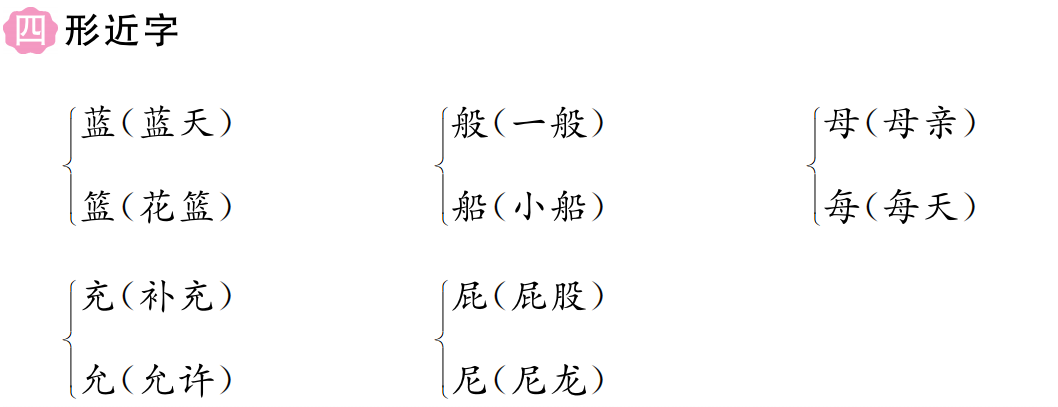 四 形近字
蓝(蓝天) 般(一般) 母(母亲)
篮(花篮) 船(小船) 每(每天)
充(补充) 屁(屁股)
允(允许) 尼(尼龙)